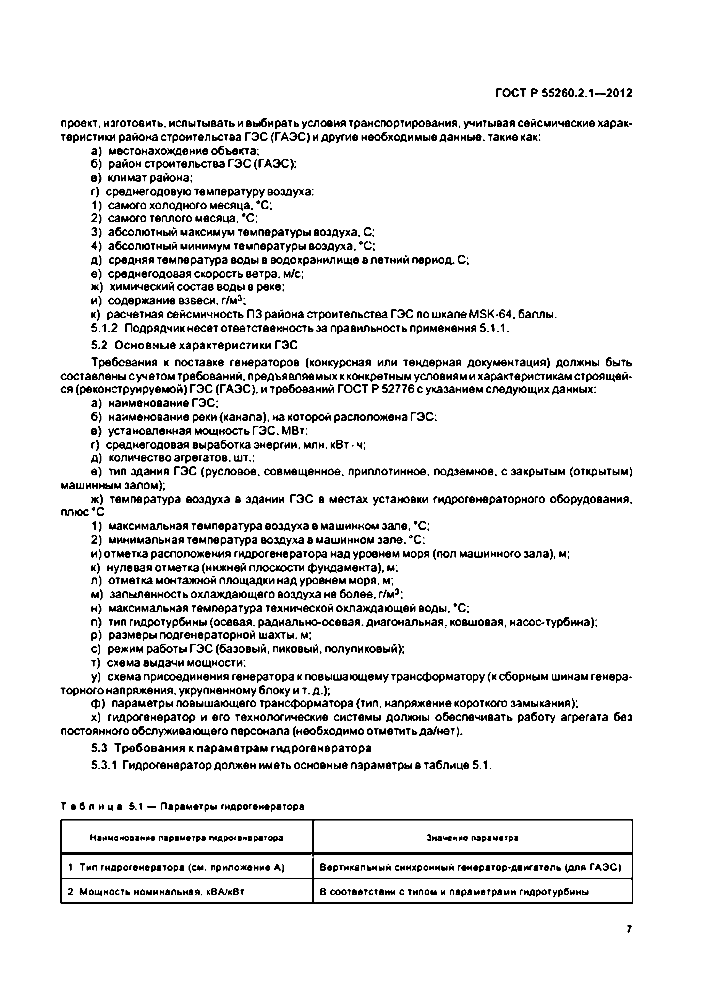 ГОСТ Р 55260.2.1—2012
проект, изготовить, испытывать и выбирать условия транспортирования, учитывая сейсмические харак-
теристики района строительства ГЭС (ГАЭС) и другие необходимые данные, такие как:
а) местонахождение объекта;
б) район строительства ГЭС (ГАЭС);
в) климат района;
г) среднегодовую температуру воздуха:
1) самого холодного месяца, °С;
2) самого теплого месяца, °С;
3) абсолютный максимум температуры воздуха, С;
4) абсолютный минимум температуры воздуха, °С;
д) средняя температура воды в водохранилище в летний период, С;
е) среднегодовая скорость ветра, м/с;
ж) химический состав воды в реке;
и) содержание взвеси, г/м³;
к) расчетная сейсмичность ПЗ района строительства ГЭС по шкале MSK-64, баллы.
5.1.2 Подрядчик несет ответственность за правильность применения 5.1.1.
5.2 Основные характеристики ГЭС
Требования к поставке генераторов (конкурсная или тендерная документация) должны быть
составлены с учетом требований, предъявляемых к конкретным условиям и характеристикам строящей-
ся (реконструируемой) ГЭС (ГАЭС), и требований ГОСТ Р 52776 с указанием следующих данных:
а) наименование ГЭС;
б) наименование реки (канала), на которой расположена ГЭС;
в) установленная мощность ГЭС, МВт;
г) среднегодовая выработка энергии, млн. кВт · ч;
д) количество агрегатов, шт.;
е) тип здания ГЭС (русловое, совмещенное, приплотинное, подземное, с закрытым (открытым)
машинным залом);
ж) температура воздуха в здании ГЭС в местах установки гидрогенераторного оборудования,
плюс °С
1) максимальная температура воздуха в машинном зале, °С;
2) минимальная температура воздуха в машинном зале, °С;
и) отметка расположения гидрогенератора над уровнем моря (пол машинного зала), м;
к) нулевая отметка (нижней плоскости фундамента), м;
л) отметка монтажной площадки над уровнем моря, м;
м) запыленность охлаждающего воздуха не более, г/м³;
н) максимальная температура технической охлаждающей воды, °С;
п) тип гидротурбины (осевая, радиально-осевая, диагональная, ковшовая, насос-турбина);
р) размеры подгенераторной шахты, м;
с) режим работы ГЭС (базовый, пиковый, полупиковый);
т) схема выдачи мощности;
у) схема присоединения генератора к повышающему трансформатору (к сборным шинам генера-
торного напряжения, укрупненному блоку и т. д.);
ф) параметры повышающего трансформатора (тип, напряжение короткого замыкания);
х) гидрогенератор и его технологические системы должны обеспечивать работу агрегата без
постоянного обслуживающего персонала (необходимо отметить да/нет).
5.3 Требования к параметрам гидрогенератора
5.3.1 Гидрогенератор должен иметь основные параметры в таблице 5.1.
Таблица 5.1 — Параметры гидрогенератора
Наименование параметра гидрогенератора
Значение параметра
1 Тип гидрогенератора (см. приложение А)
Вертикальный синхронный генератор-двигатель (для ГАЭС)
2 Мощность номинальная, кВА/кВт
В соответствии с типом и параметрами гидротурбины
7